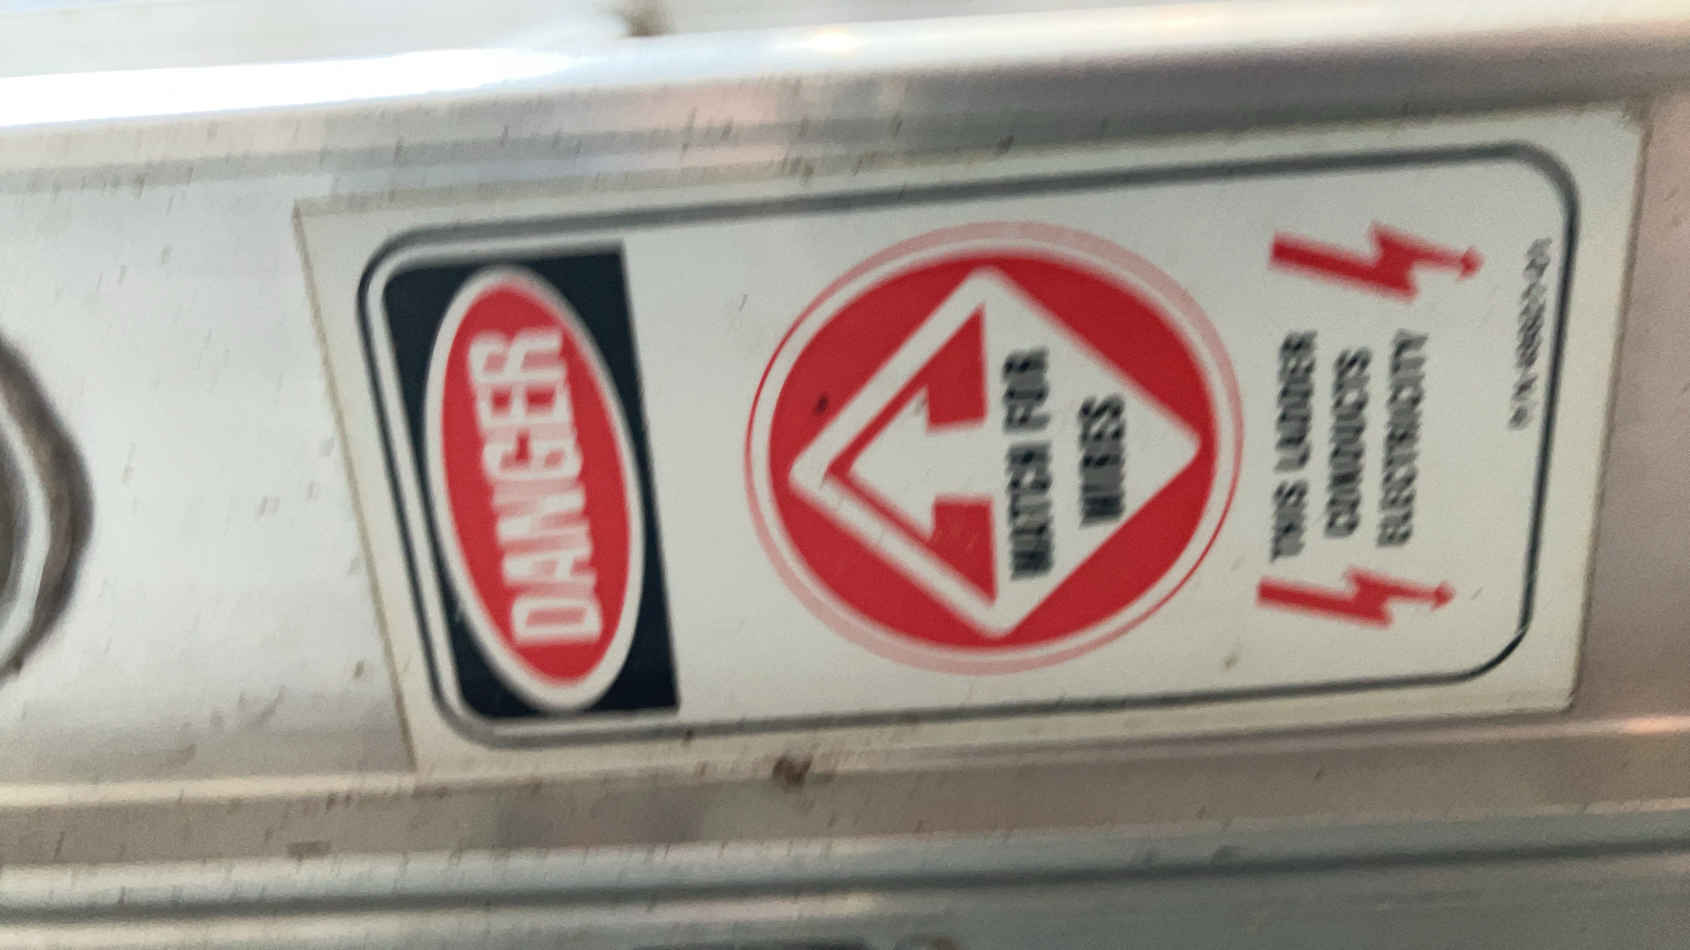 DANGER
WATCH FOR
WIRES
THIS LADDER
CONDUCTS
ELECTRICITY